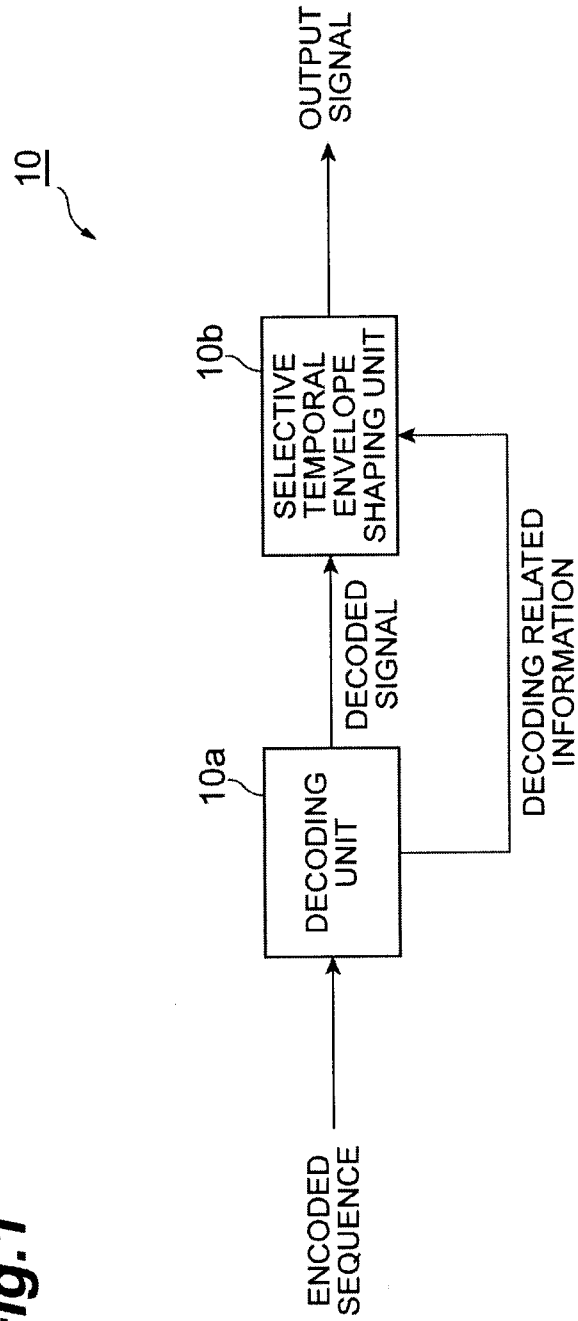 Fig.1
10
ENCODED
SEQUENCE
10a
DECODING
UNIT
DECODED
SIGNAL
10b
SELECTIVE
TEMPORAL
ENVELOPE
SHAPING UNIT
OUTPUT
SIGNAL
DECODING RELATED
INFORMATION